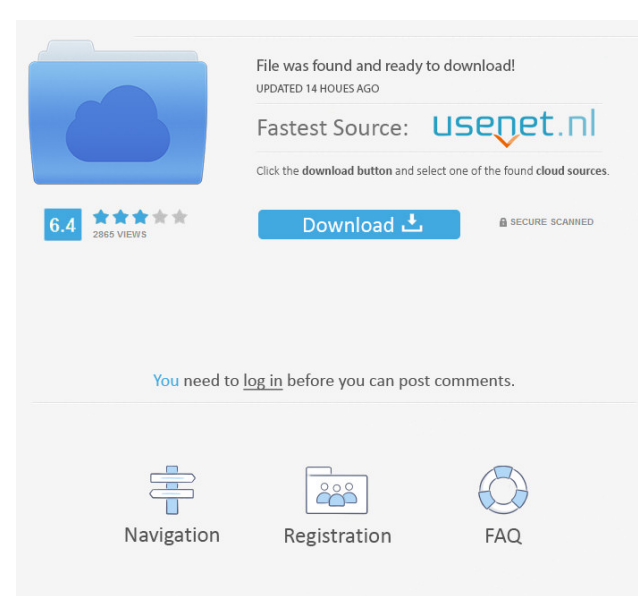 File was found and ready to download!
UPDATED 14 HOUES AGO
Fastest Source: usenet.nl
Click the download button and select one of the found cloud sources.
6.4
2865 VIEWS
Download
SECURE SCANNED
You need to log in before you can post comments.
Navigation
Registration
FAQ